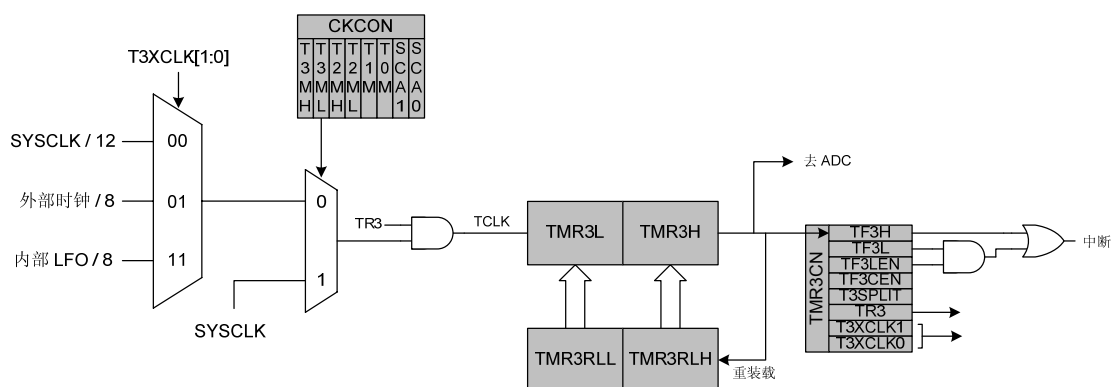 CKCON
T3MH
T3ML
T2MH
T2ML
T1M
T0M
SCA1
SCA0
T3XCLK[1:0]
SYSCLK / 12
00
外部时钟 / 8
01
内部 LFO / 8
11
0
1
SYSCLK
TR3
TCLK
TMR3L
TMR3H
去 ADC
TMR3RLL
TMR3RLH
重装载
TMR3CN
TF3H
TF3L
TF3LEN
TF3CEN
T3SPLIT
TR3
T3XCLK1
T3XCLK0
中断